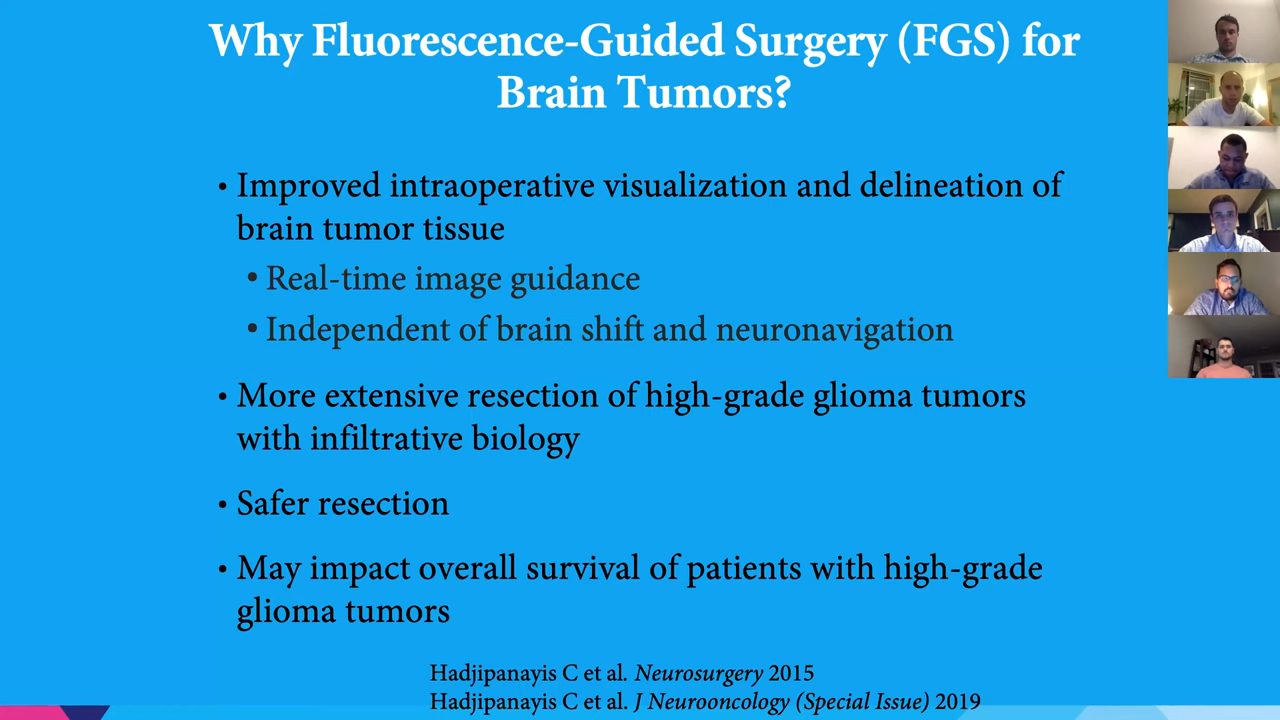 Why Fluorescence-Guided Surgery (FGS) for
Brain Tumors?
• Improved intraoperative visualization and delineation of
brain tumor tissue
• Real-time image guidance
• Independent of brain shift and neuronavigation
• More extensive resection of high-grade glioma tumors
with infiltrative biology
• Safer resection
• May impact overall survival of patients with high-grade
glioma tumors
Hadjipanayis C et al. Neurosurgery 2015
Hadjipanayis C et al. J Neurooncology (Special Issue) 2019